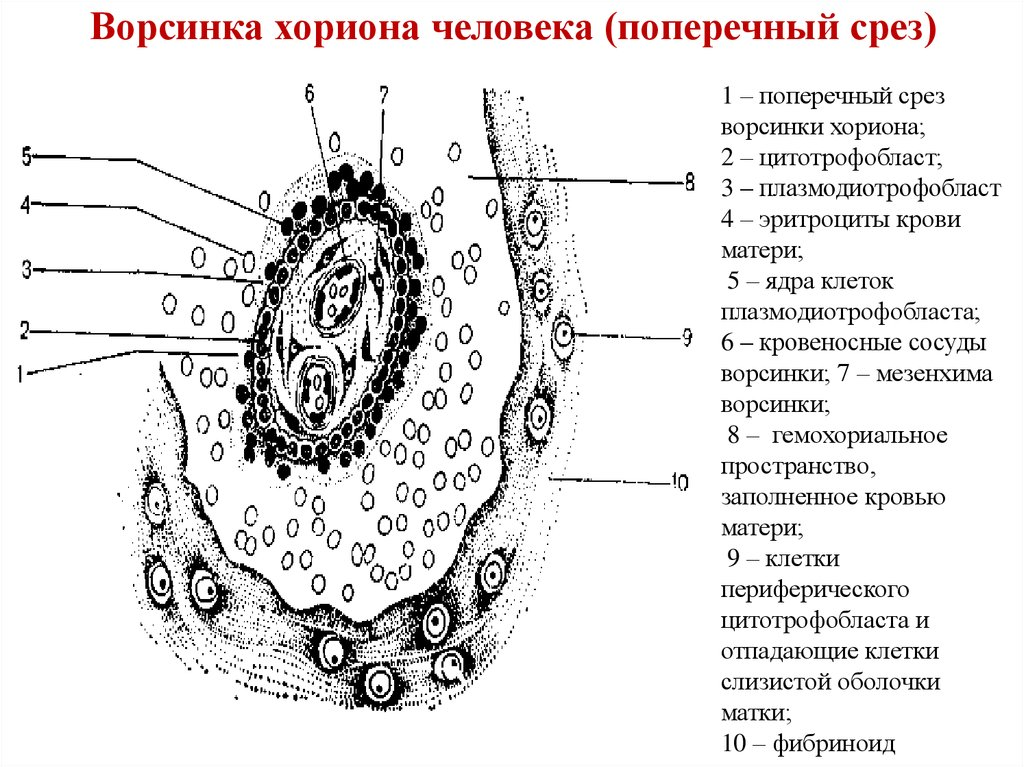 Ворсинка хориона человека (поперечный срез)
6
7
5
4
3
2
1
8
9
10
1 – поперечный срез
ворсинки хориона;
2 – цитотрофобласт;
3 – плазмодиотрофобласт
4 – эритроциты крови
матери;
5 – ядра клеток
плазмодиотрофобласта;
6 – кровеносные сосуды
ворсинки; 7 – мезенхима
ворсинки;
8 – гемохориальное
пространство,
заполненное кровью
матери;
9 – клетки
периферического
цитотрофобласта и
отпадающие клетки
слизистой оболочки
матки;
10 – фибриноид